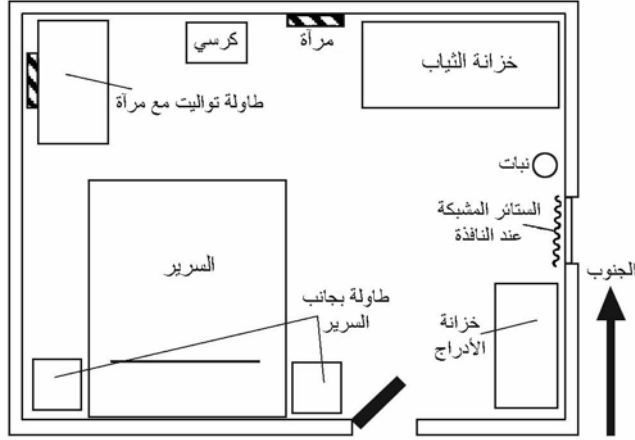 خزانة الثياب
مرآة
كرسي
طاولة تواليت مع مرآة
نبات
الستائر المشبكة
عند النافذة
الجنوب
السرير
طاولة بجانب
السرير
خزانة
الأدراج